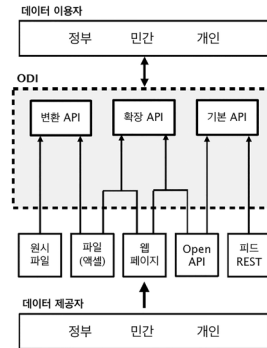 데이터 이용자
정부 민간 개인
ODI
변환 API 확장 API 기본 API
원시 파일 웹 Open 피드
파일 (액셀) 페이지 API REST
데이터 제공자
정부 민간 개인